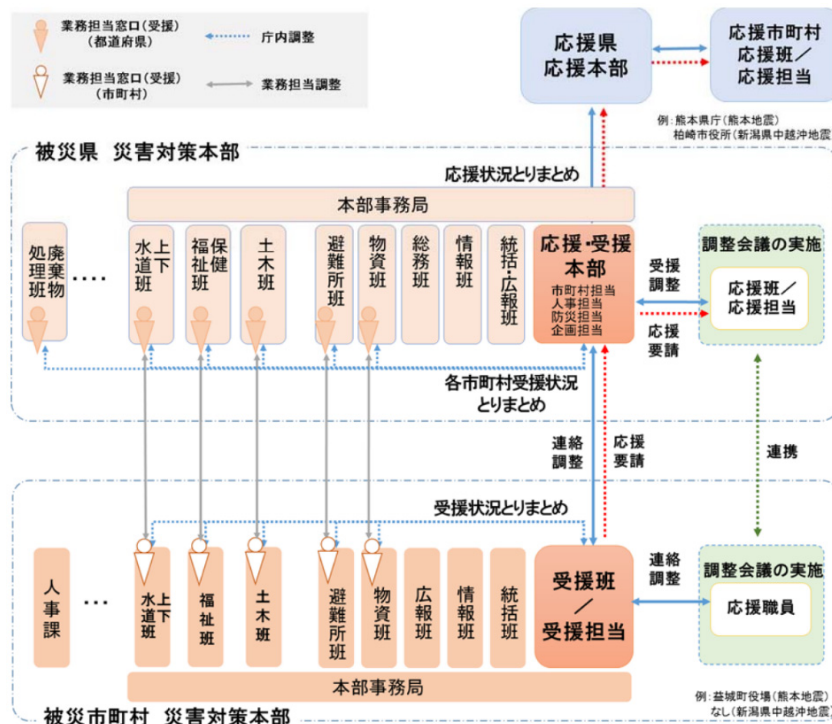 業務担当窓口(受援)
(都道府県)
庁内調整
業務担当窓口(受援)
(市町村)
業務担当調整
応援県
応援本部
応援市町村
応援班/
応援担当
例:熊本県庁(熊本地震)
柏崎市役所(新潟県中越沖地震
被災県 災害対策本部
応援状況とりまとめ
本部事務局
廃棄物
処理班
‥‥
上下
水道班
保健
福祉班
土木班
避難所班
物資班
総務班
情報班
統括・広報班
応援・受援
本部
市町村担当
人事担当
防災担当
企画担当
受援
調整
応援
要請
調整会議の実施
応援班/
応援担当
各市町村受援状況
とりまとめ
連絡
調整
応援
要請
連携
受援状況とりまとめ
人事課
…
上下
水道班
福祉班
土木班
避難所班
物資班
広報班
情報班
統括班
受援班
/
受援担当
連絡
調整
調整会議の実施
応援職員
本部事務局
例:益城町役場(熊本地震)
なし(新潟県中越沖地震)
被災市町村 災害対策本部